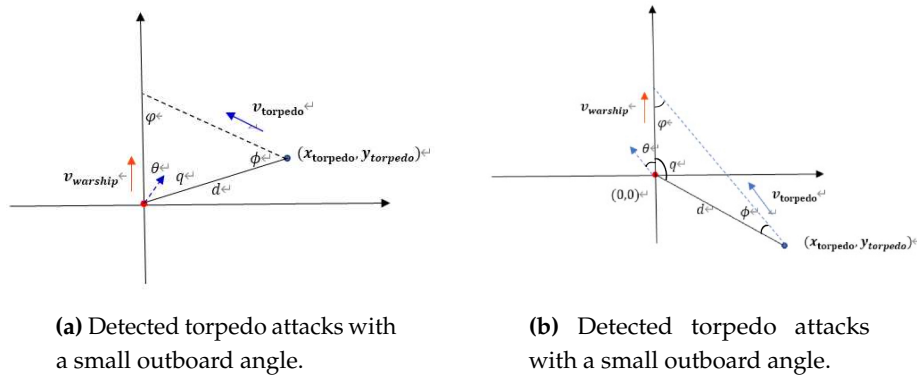 φ↵
v_torpedo↵
↵
ϕ↵
(x_torpedo, y_torpedo)↵
v_warship↵
θ↵
q↵
d↵
v_warship↵
φ↵
θ↵
q↵
(0,0)↵
d↵
ϕ↵
v_torpedo↵
(x_torpedo, y_torpedo)↵
(a) Detected torpedo attacks with
a small outboard angle.
(b) Detected torpedo attacks
with a small outboard angle.